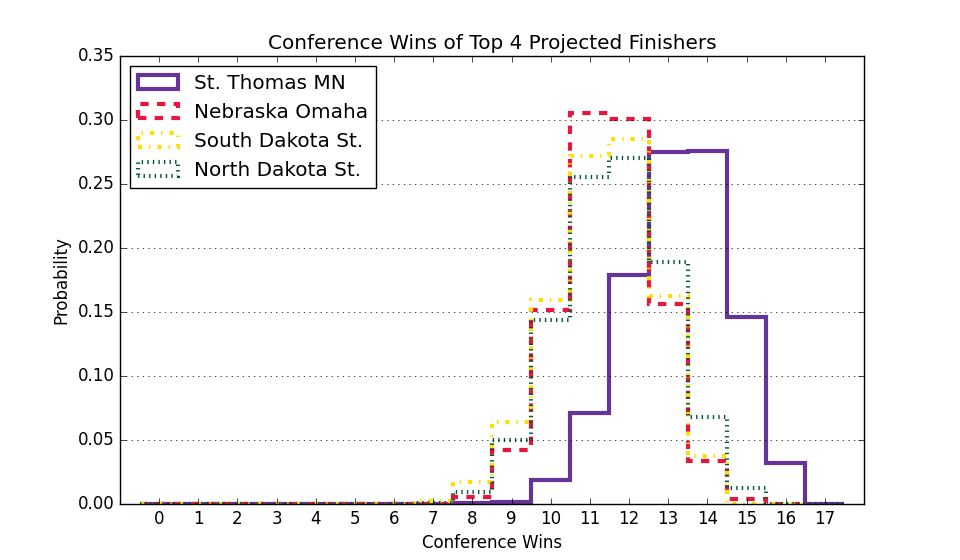 Conference Wins of Top 4 Projected Finishers
0.35
0.30
0.25
0.20
0.15
0.10
0.05
0.00
Probability
St. Thomas MN
Nebraska Omaha
South Dakota St.
North Dakota St.
0 1 2 3 4 5 6 7 8 9 10 11 12 13 14 15 16 17
Conference Wins